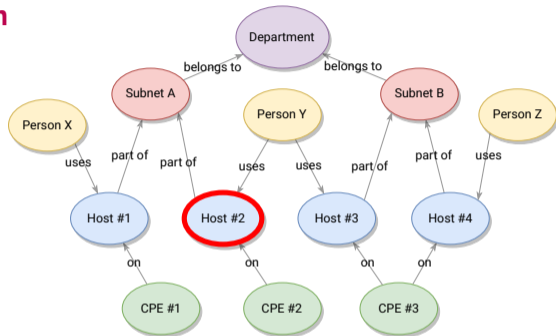 n
Department
belongs to
belongs to
Subnet A
Subnet B
Person X
Person Y
Person Z
uses
part of
part of
uses
uses
part of
part of
uses
Host #1
Host #2
Host #3
Host #4
on
on
on
on
CPE #1
CPE #2
CPE #3